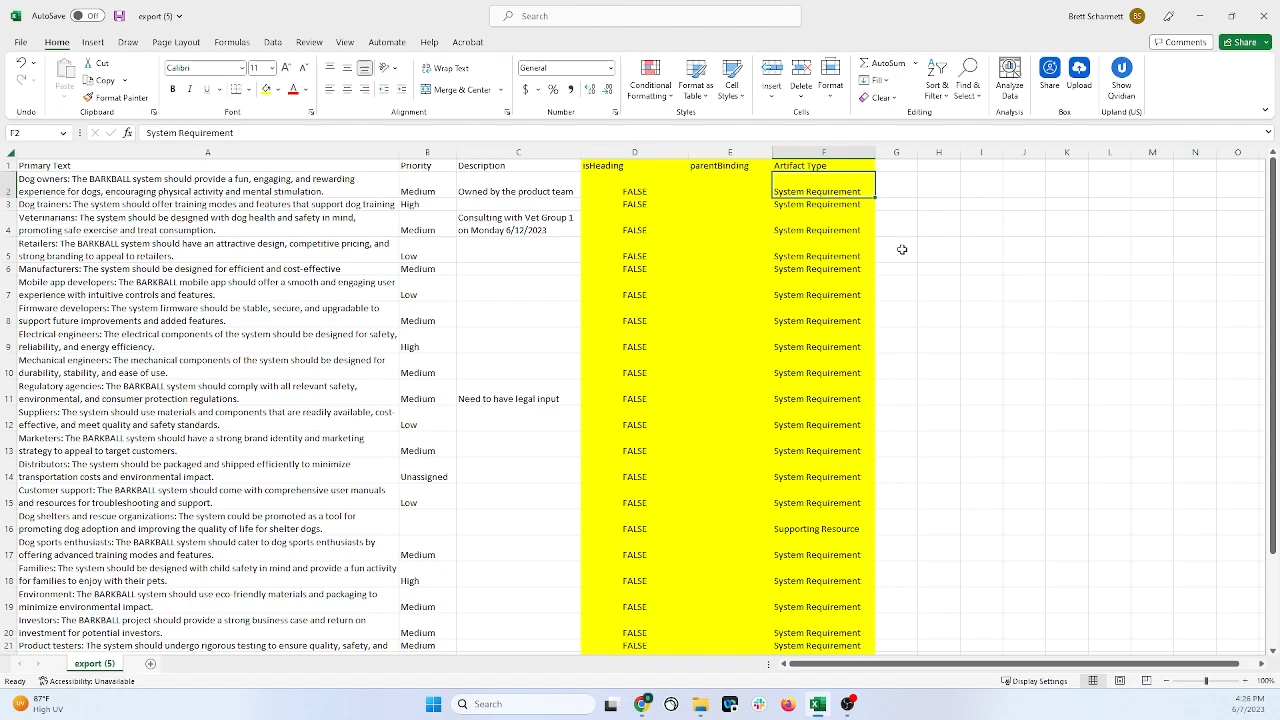 AutoSave Off export (5) Search Brett Scharmett BS
File Home Insert Draw Page Layout Formulas Data Review View Automate Help Acrobat Comments Share
Paste Cut Copy Format Painter Calibri 11 Wrap Text Merge & Center General Conditional Formatting Format as Table Cell Styles Insert Delete Format AutoSum Fill Clear Sort & Filter Find & Select Analyze Data Share Upload Show Qvidian
Undo Clipboard Font Alignment Number Styles Cells Editing Analysis Box Upland (US)
F2 System Requirement
A B C D E F G H I J K L M N O
1 Primary Text Priority Description isHeading parentBinding Artifact Type
Dog owners: The BARKBALL system should provide a fun, engaging, and rewarding
2 experience for dogs, encouraging physical activity and mental stimulation. Medium Owned by the product team FALSE System Requirement
3 Dog trainers: The system should offer training modes and features that support dog training High FALSE System Requirement
Veterinarians: The system should be designed with dog health and safety in mind, Consulting with Vet Group 1
4 promoting safe exercise and treat consumption. Medium on Monday 6/12/2023 FALSE System Requirement
Retailers: The BARKBALL system should have an attractive design, competitive pricing, and
5 strong branding to appeal to retailers. Low FALSE System Requirement
6 Manufacturers: The system should be designed for efficient and cost-effective Medium FALSE System Requirement
Mobile app developers: The BARKBALL mobile app should offer a smooth and engaging user
7 experience with intuitive controls and features. Low FALSE System Requirement
Firmware developers: The system firmware should be stable, secure, and upgradable to
8 support future improvements and added features. Medium FALSE System Requirement
Electrical engineers: The electrical components of the system should be designed for safety,
9 reliability, and energy efficiency. High FALSE System Requirement
Mechanical engineers: The mechanical components of the system should be designed for
10 durability, stability, and ease of use. Medium FALSE System Requirement
Regulatory agencies: The BARKBALL system should comply with all relevant safety,
11 environmental, and consumer protection regulations. Medium Need to have legal input FALSE System Requirement
Suppliers: The system should use materials and components that are readily available, cost-
12 effective, and meet quality and safety standards. Low FALSE System Requirement
Marketers: The BARKBALL system should have a strong brand identity and marketing
13 strategy to appeal to target customers. Medium FALSE System Requirement
Distributors: The system should be packaged and shipped efficiently to minimize
14 transportation costs and environmental impact. Unassigned FALSE System Requirement
Customer support: The BARKBALL system should come with comprehensive user manuals
15 and resources for troubleshooting and support. Low FALSE System Requirement
Dog shelters and rescue organizations: The system could be promoted as a tool for
16 promoting dog adoption and improving the quality of life for shelter dogs. FALSE Supporting Resource
Dog sports enthusiasts: The BARKBALL system should cater to dog sports enthusiasts by
17 offering advanced training modes and features. Medium FALSE System Requirement
Families: The system should be designed with child safety in mind and provide a fun activity
18 for families to enjoy with their pets. High FALSE System Requirement
Environment: The BARKBALL system should use eco-friendly materials and packaging to
19 minimize environmental impact. Medium FALSE System Requirement
Investors: The BARKBALL project should provide a strong business case and return on
20 investment for potential investors. Medium FALSE System Requirement
21 Product testers: The system should undergo rigorous testing to ensure quality, safety, and Medium FALSE System Requirement
export (5)
Ready Accessibility: Unavailable Display Settings 100%
87°F
High UV
Search
4:26 PM
6/7/2023